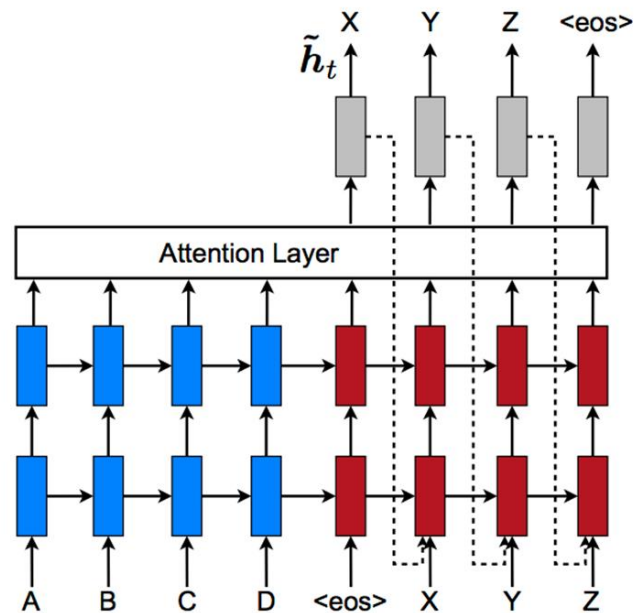 X Y Z <eos>
h̃t
Attention Layer
A B C D <eos> X Y Z